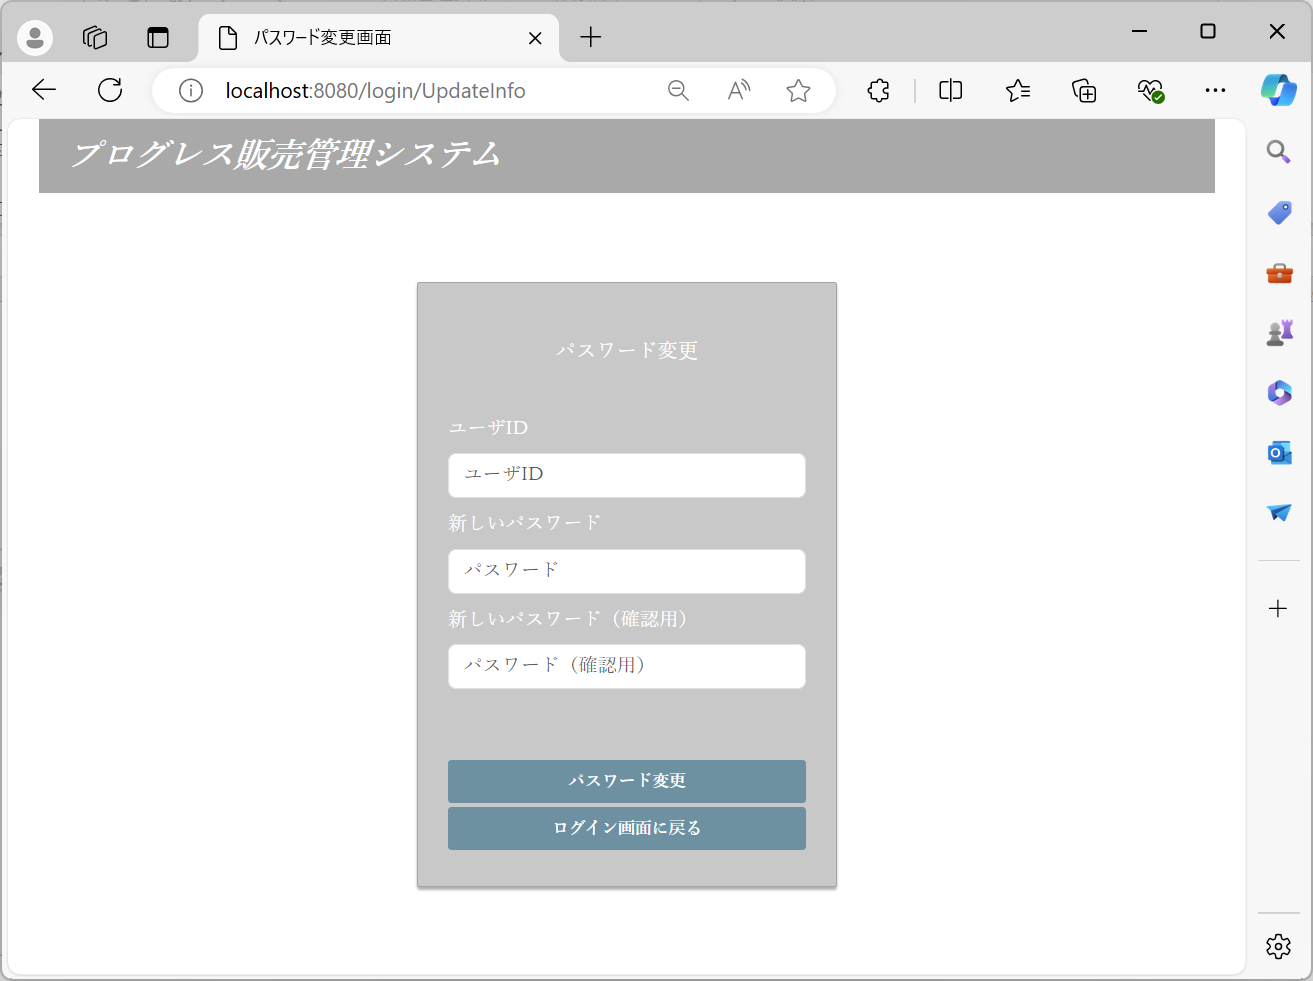 パスワード変更画面
localhost:8080/login/UpdateInfo
プログレス販売管理システム
パスワード変更
ユーザID
ユーザID
新しいパスワード
パスワード
新しいパスワード（確認用）
パスワード（確認用）
パスワード変更
ログイン画面に戻る